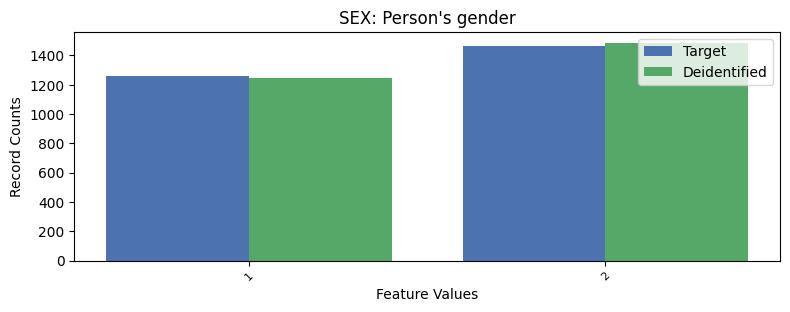 SEX: Person's gender
Target
Deidentified
Record Counts
1400
1200
1000
800
600
400
200
0
1
2
Feature Values